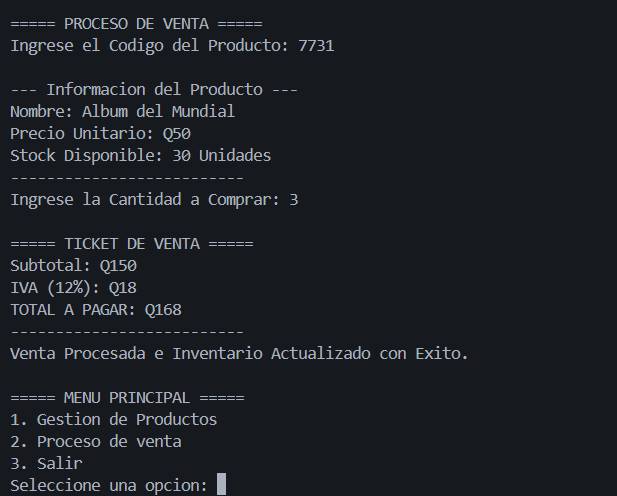 ===== PROCESO DE VENTA =====
Ingrese el Codigo del Producto: 7731
--- Informacion del Producto ---
Nombre: Album del Mundial
Precio Unitario: Q50
Stock Disponible: 30 Unidades
--------------------------
Ingrese la Cantidad a Comprar: 3
===== TICKET DE VENTA =====
Subtotal: Q150
IVA (12%): Q18
TOTAL A PAGAR: Q168
--------------------------
Venta Procesada e Inventario Actualizado con Exito.
===== MENU PRINCIPAL =====
1. Gestion de Productos
2. Proceso de venta
3. Salir
Seleccione una opcion: